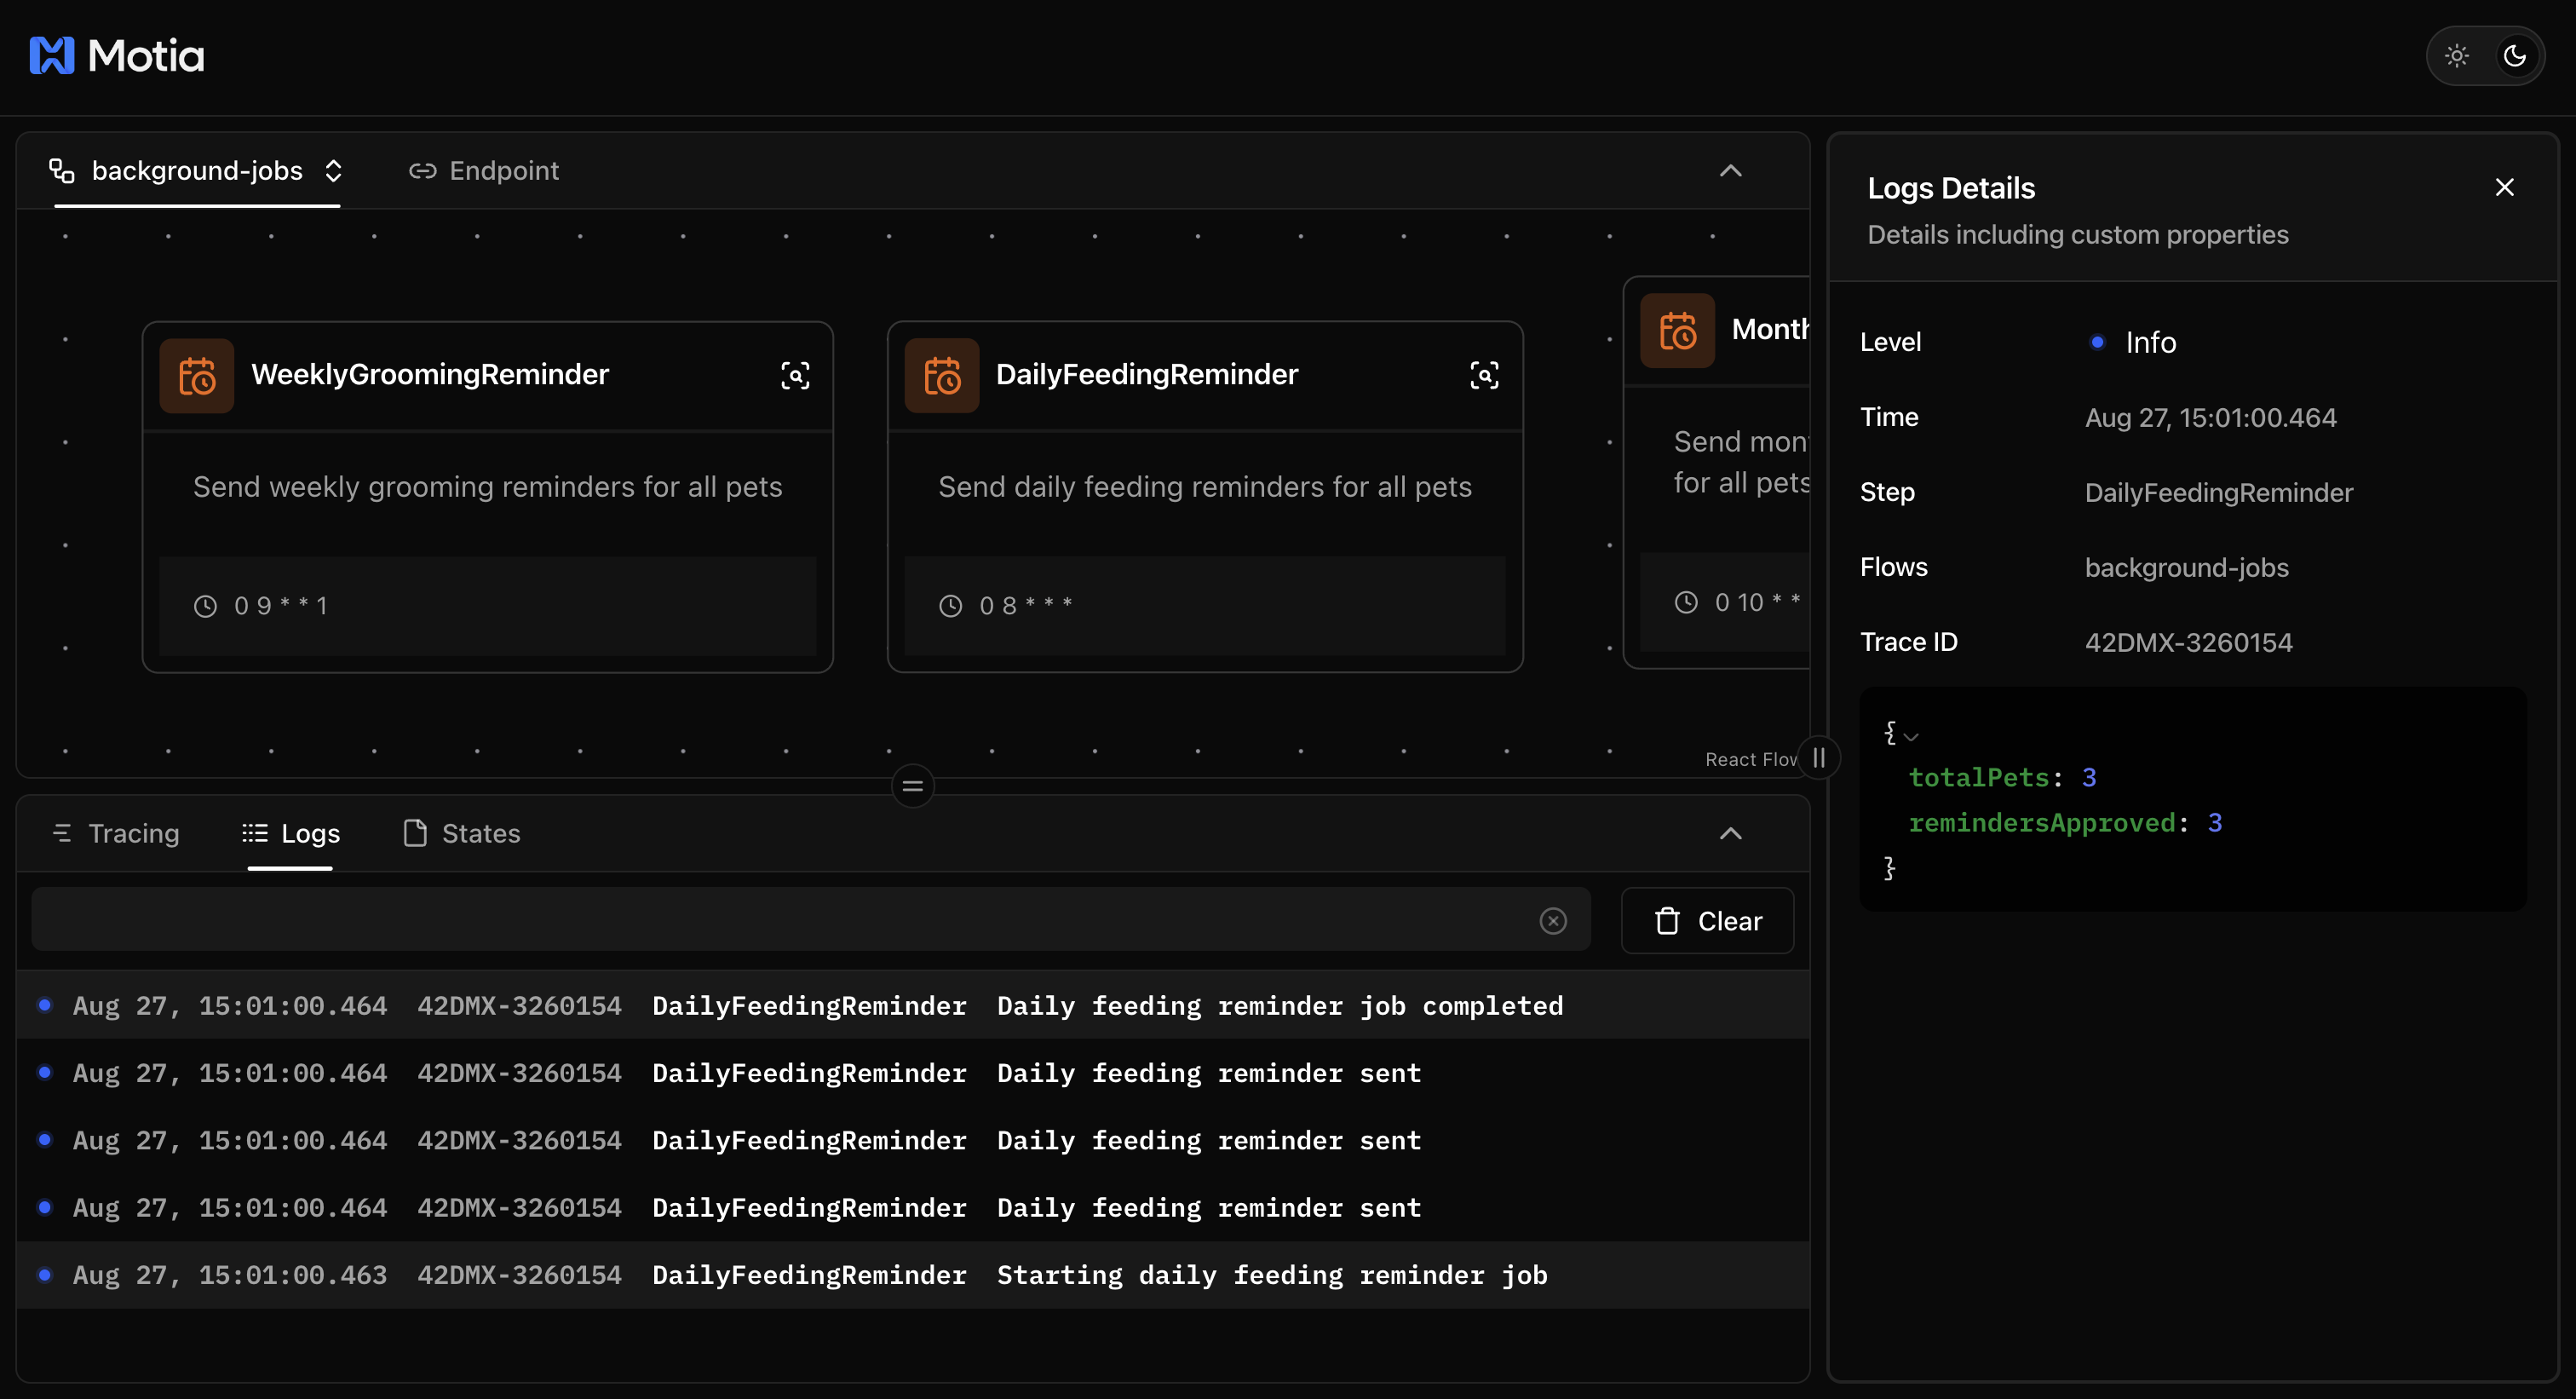 Motia
background-jobs
Endpoint
WeeklyGroomingReminder
Send weekly grooming reminders for all pets
0 9 * * 1
DailyFeedingReminder
Send daily feeding reminders for all pets
0 8 * * *
Send
for all pets
0 10 * *
React Flow
Tracing
Logs
States
Clear
Aug 27, 15:01:00.464 42DMX-3260154 DailyFeedingReminder Daily feeding reminder job completed
Aug 27, 15:01:00.464 42DMX-3260154 DailyFeedingReminder Daily feeding reminder sent
Aug 27, 15:01:00.464 42DMX-3260154 DailyFeedingReminder Daily feeding reminder sent
Aug 27, 15:01:00.464 42DMX-3260154 DailyFeedingReminder Daily feeding reminder sent
Aug 27, 15:01:00.463 42DMX-3260154 DailyFeedingReminder Starting daily feeding reminder job
Logs Details
Details including custom properties
Level Info
Time Aug 27, 15:01:00.464
Step DailyFeedingReminder
Flows background-jobs
Trace ID 42DMX-3260154
{
totalPets: 3
remindersApproved: 3
}